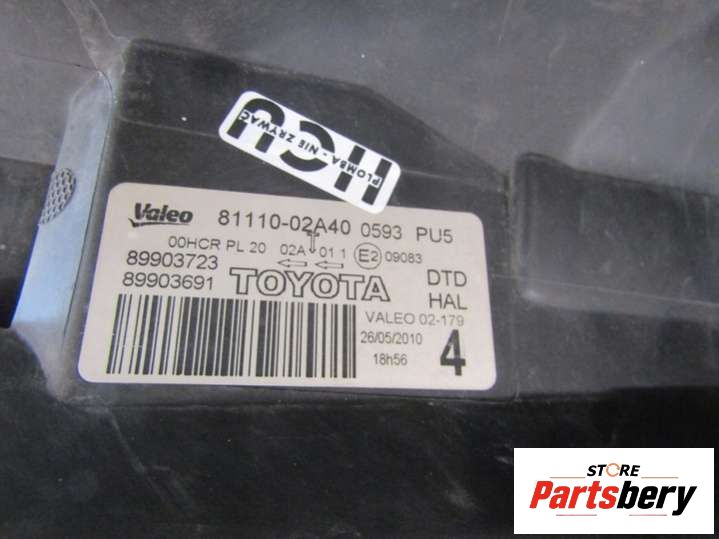 HCU
PLOMBA - NIE ZRYWAĆ
Valeo 81110-02A40 0593 PU5
00HCR PL 20 02A 01 1 E2 09083
89903723 DTD
89903691 TOYOTA HAL
VALEO 02-179
26/05/2010
18h56 4
STORE
Partsbery